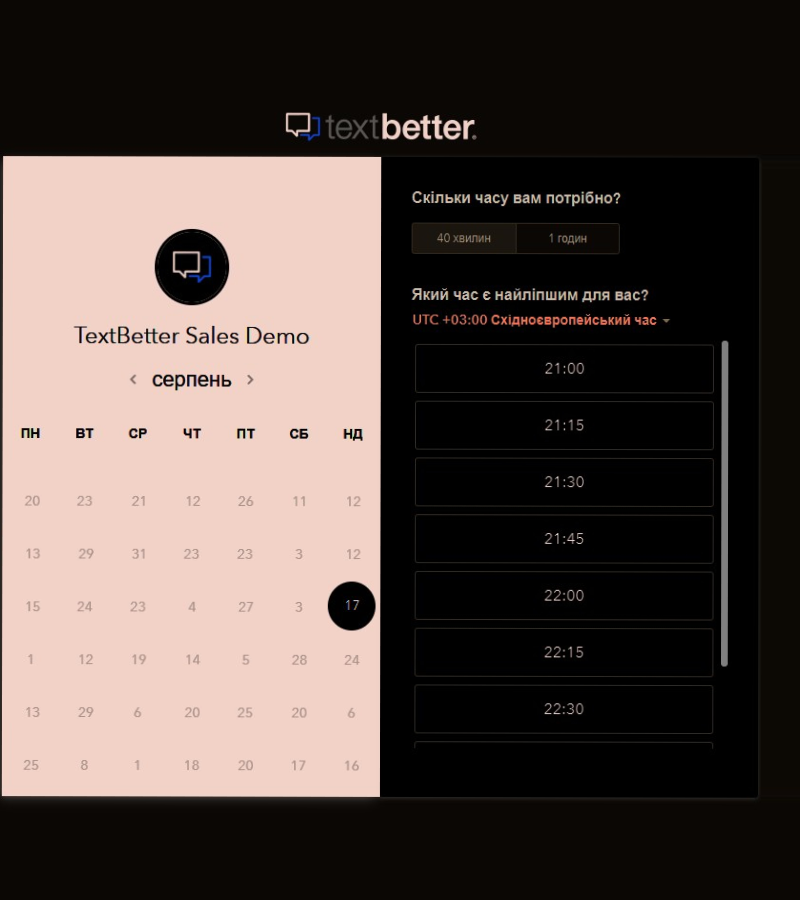 textbetter.
TextBetter Sales Demo
серпень
ПН ВТ СР ЧТ ПТ СБ НД
20 23 21 12 26 11 12
13 29 31 23 23 3 12
15 24 23 4 27 3 17
1 12 19 14 5 28 24
13 29 6 20 25 20 6
25 8 1 18 20 17 16
Скільки часу вам потрібно?
40 хвилин 1 годин
Який час є найліпшим для вас?
UTC +03:00 Східноєвропейський час
21:00
21:15
21:30
21:45
22:00
22:15
22:30